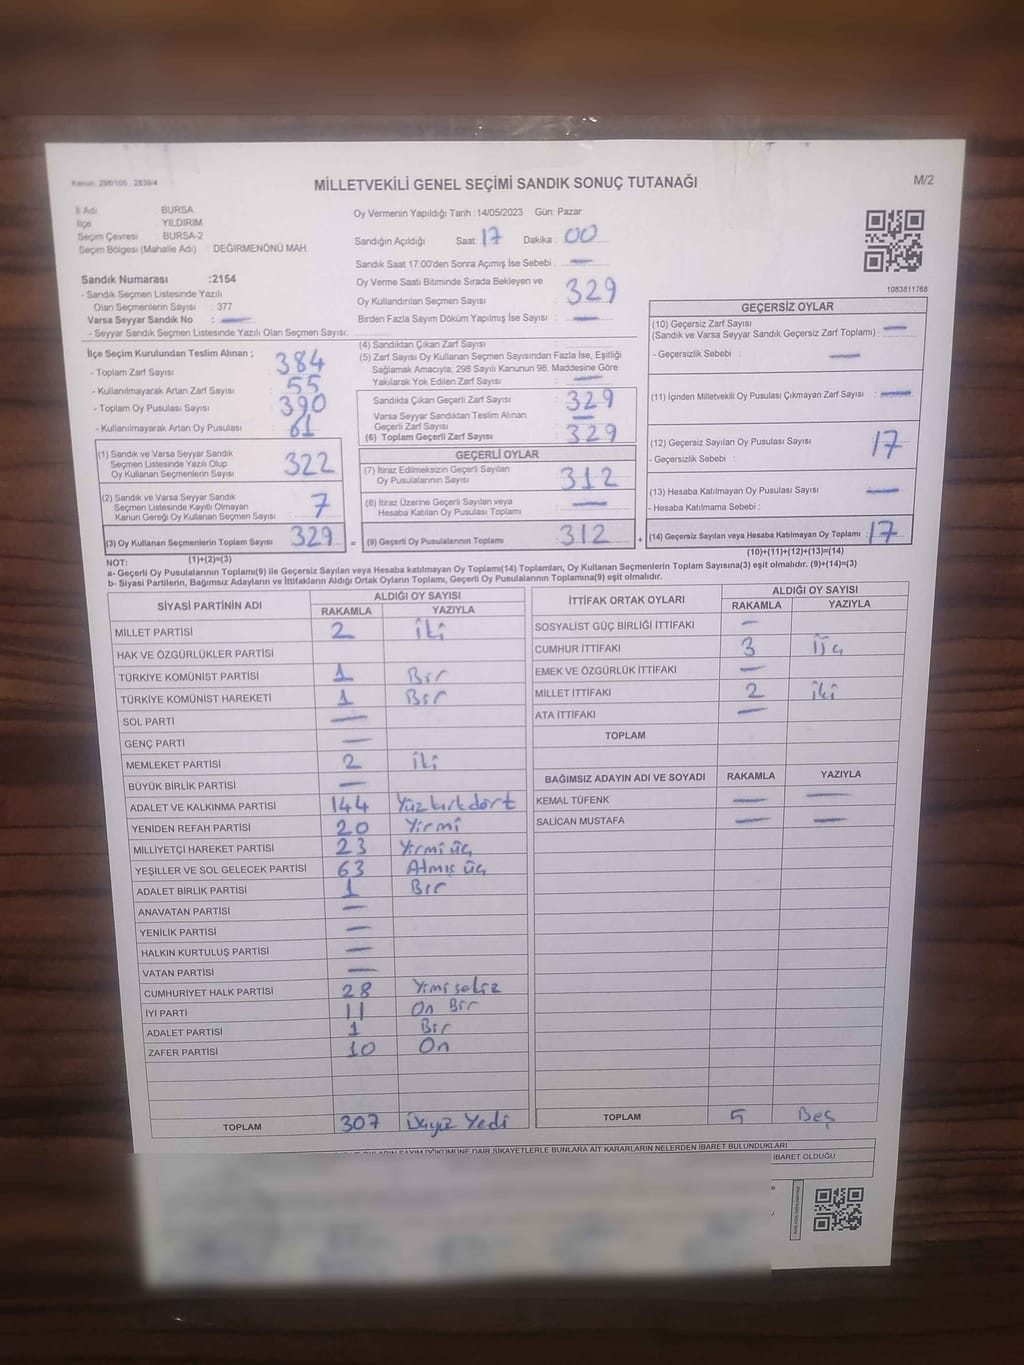 Kanun, 298/105 , 2839/4
MİLLETVEKİLİ GENEL SEÇİMİ SANDIK SONUÇ TUTANAĞI
M/2
İl Adı : BURSA
İlçe : YILDIRIM
Seçim Çevresi : BURSA-2
Seçim Bölgesi (Mahalle Adı) : DEĞİRMENÖNÜ MAH.
Oy Vermenin Yapıldığı Tarih :14/05/2023 Gün: Pazar
Sandığın Açıldığı Saat: 17 Dakika : 00
Sandık Saat 17:00'den Sonra Açımış İse Sebebi : —
Oy Verme Saati Bitiminde Sırada Bekleyen ve
Oy Kullandırılan Seçmen Sayısı : 329
Birden Fazla Sayım Döküm Yapılmış İse Sayısı : —
1083811768
Sandık Numarası :2154
- Sandık Seçmen Listesinde Yazılı
Olan Seçmenlerin Sayısı : 377
Varsa Seyyar Sandık No : —
- Seyyar Sandık Seçmen Listesinde Yazılı Olan Seçmen Sayısı:
İlçe Seçim Kurulundan Teslim Alınan ;
- Toplam Zarf Sayısı : 384
- Kullanılmayarak Artan Zarf Sayısı : 55
- Toplam Oy Pusulası Sayısı : 390
- Kullanılmayarak Artan Oy Pusulası : 61
(1) Sandık ve Varsa Seyyar Sandık
Seçmen Listesinde Yazılı Olup
Oy Kullanan Seçmenlerin Sayısı : 322
(2) Sandık ve Varsa Seyyar Sandık
Seçmen Listesinde Kayıtlı Olmayan
Kanun Gereği Oy Kullanan Seçmen Sayısı : 7
(3) Oy Kullanan Seçmenlerin Toplam Sayısı : 329
(1)+(2)=(3)
(4) Sandıktan Çıkan Zarf Sayısı :
(5) Zarf Sayısı Oy Kullanan Seçmen Sayısından Fazla İse, Eşitliği
Sağlamak Amacıyla, 298 Sayılı Kanunun 98. Maddesine Göre
Yakılarak Yok Edilen Zarf Sayısı : —
Sandıkta Çıkan Geçerli Zarf Sayısı : 329
Varsa Seyyar Sandıktan Teslim Alınan
Geçerli Zarf Sayısı : —
(6) Toplam Geçerli Zarf Sayısı : 329
GEÇERLİ OYLAR
(7) İtiraz Edilmeksizin Geçerli Sayılan
Oy Pusulalarının Sayısı : 312
(8) İtiraz Üzerine Geçerli Sayılan veya
Hesaba Katılan Oy Pusulası Toplamı : —
= (9) Geçerli Oy Pusulalarının Toplamı : 312 +
GEÇERSİZ OYLAR
(10) Geçersiz Zarf Sayısı
(Sandık ve Varsa Seyyar Sandık Geçersiz Zarf Toplamı) : —
- Geçersizlik Sebebi : —
(11) İçinden Milletvekili Oy Pusulası Çıkmayan Zarf Sayısı : —
(12) Geçersiz Sayılan Oy Pusulası Sayısı : 17
- Geçersizlik Sebebi :
(13) Hesaba Katılmayan Oy Pusulası Sayısı : —
- Hesaba Katılmama Sebebi :
(14) Geçersiz Sayılan veya Hesaba Katılmayan Oy Toplamı : 17
(10)+(11)+(12)+(13)=(14)
NOT:
a- Geçerli Oy Pusulalarının Toplamı(9) ile Geçersiz Sayılan veya Hesaba katılmayan Oy Toplamı(14) Toplamları, Oy Kullanan Seçmenlerin Toplam Sayısına(3) eşit olmalıdır. (9)+(14)=(3)
b- Siyasi Partilerin, Bağımsız Adayların ve İttifakların Aldığı Ortak Oyların Toplamı, Geçerli Oy Pusulalarının Toplamına(9) eşit olmalıdır.
SİYASİ PARTİNİN ADI ALDIĞI OY SAYISI
RAKAMLA YAZIYLA
MİLLET PARTİSİ 2 iki
HAK VE ÖZGÜRLÜKLER PARTİSİ
TÜRKİYE KOMÜNİST PARTİSİ 1 Bir
TÜRKİYE KOMÜNİST HAREKETİ 1 Bir
SOL PARTİ —
GENÇ PARTİ —
MEMLEKET PARTİSİ 2 iki
BÜYÜK BİRLİK PARTİSİ —
ADALET VE KALKINMA PARTİSİ 144 Yüzkırkdört
YENİDEN REFAH PARTİSİ 20 Yirmi
MİLLİYETÇİ HAREKET PARTİSİ 23 Yirmi üç
YEŞİLLER VE SOL GELECEK PARTİSİ 63 Atmış üç
ADALET BİRLİK PARTİSİ 1 Bir
ANAVATAN PARTİSİ —
YENİLİK PARTİSİ —
HALKIN KURTULUŞ PARTİSİ —
VATAN PARTİSİ —
CUMHURİYET HALK PARTİSİ 28 Yimisekiz
İYİ PARTİ 11 On Bir
ADALET PARTİSİ 1 Bir
ZAFER PARTİSİ 10 On
TOPLAM 307 Üçyüz Yedi
İTTİFAK ORTAK OYLARI ALDIĞI OY SAYISI
RAKAMLA YAZIYLA
SOSYALİST GÜÇ BİRLİĞİ İTTİFAKI —
CUMHUR İTTİFAKI 3 Üç
EMEK VE ÖZGÜRLÜK İTTİFAKI —
MİLLET İTTİFAKI 2 iki
ATA İTTİFAKI —
TOPLAM
BAĞIMSIZ ADAYIN ADI VE SOYADI RAKAMLA YAZIYLA
KEMAL TÜFENK — —
SALİCAN MUSTAFA — —
TOPLAM 5 Beş
SAYIM DÖKÜMÜNE DAİR ŞİKAYETLERLE BUNLARA AİT KARARLARIN NELERDEN İBARET BULUNDUKLARI
İBARET OLDUĞU